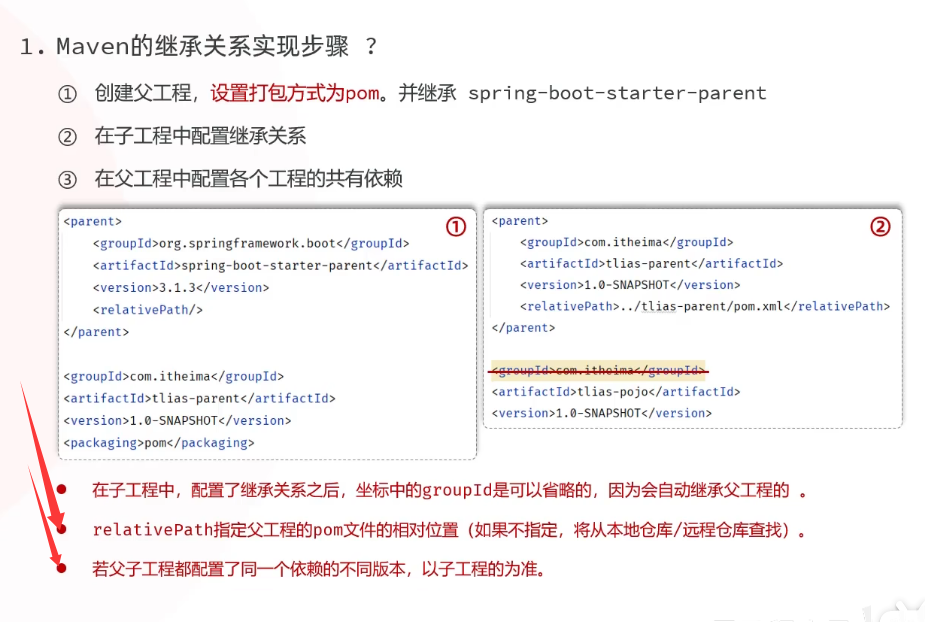 1. Maven的继承关系实现步骤 ？
① 创建父工程，设置打包方式为pom。并继承 spring-boot-starter-parent
② 在子工程中配置继承关系
③ 在父工程中配置各个工程的共有依赖
①
<parent>
<groupId>org.springframework.boot</groupId>
<artifactId>spring-boot-starter-parent</artifactId>
<version>3.1.3</version>
<relativePath/>
</parent>
<groupId>com.itheima</groupId>
<artifactId>tlias-parent</artifactId>
<version>1.0-SNAPSHOT</version>
<packaging>pom</packaging>
②
<parent>
<groupId>com.itheima</groupId>
<artifactId>tlias-parent</artifactId>
<version>1.0-SNAPSHOT</version>
<relativePath>../tlias-parent/pom.xml</relativePath>
</parent>
<groupId>com.itheima</groupId>
<artifactId>tlias-pojo</artifactId>
<version>1.0-SNAPSHOT</version>
在子工程中，配置了继承关系之后，坐标中的groupId是可以省略的，因为会自动继承父工程的 。
relativePath指定父工程的pom文件的相对位置（如果不指定，将从本地仓库/远程仓库查找）。
若父子工程都配置了同一个依赖的不同版本，以子工程的为准。